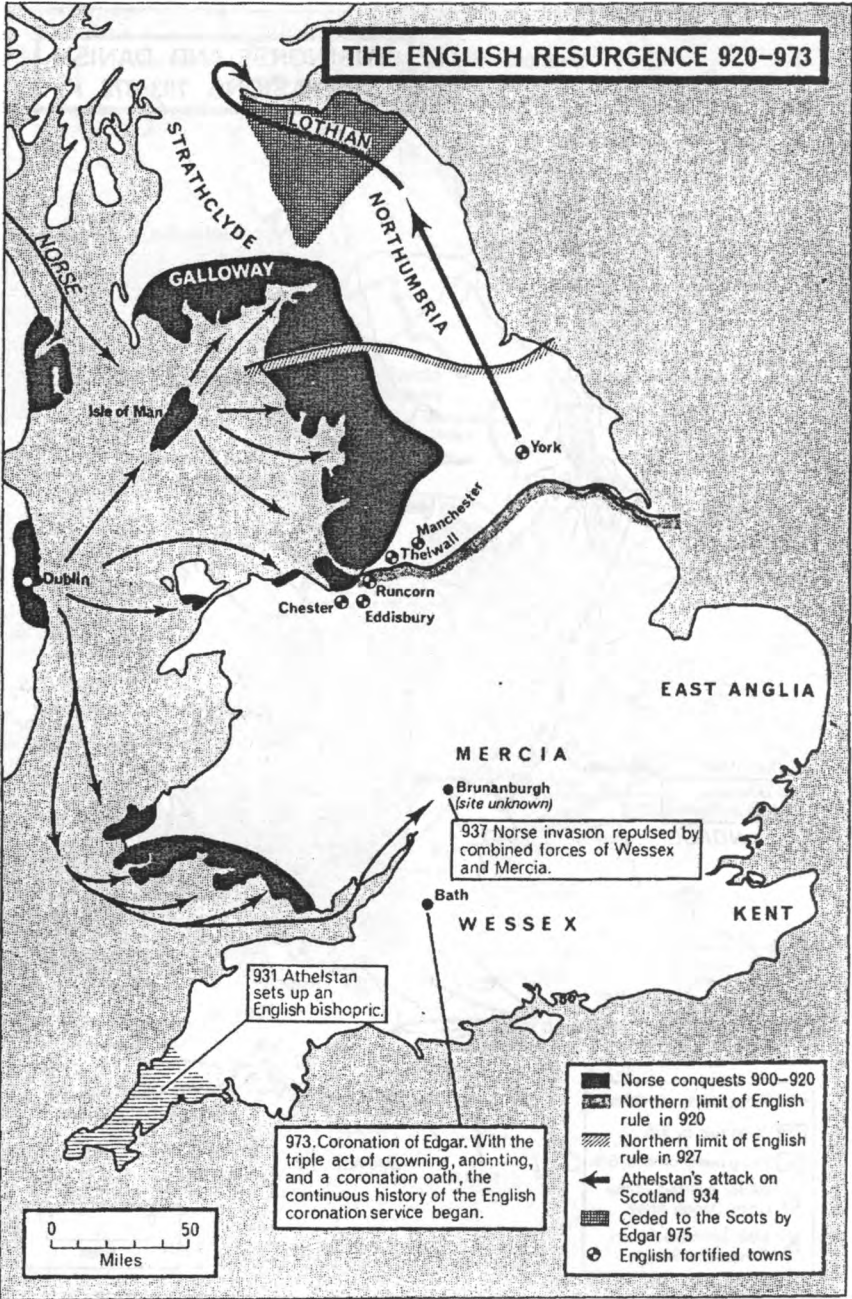 THE ENGLISH RESURGENCE 920–973
LOTHIAN
STRATHCLYDE
NORTHUMBRIA
NORSE
GALLOWAY
Isle of Man
York
Manchester
Thelwall
Dublin
Runcorn
Chester
Eddisbury
EAST ANGLIA
MERCIA
Brunanburgh
(site unknown)
937 Norse invasion repulsed by
combined forces of Wessex
and Mercia.
Bath
WESSEX
KENT
931 Athelstan
sets up an
English bishopric.
973. Coronation of Edgar. With the
triple act of crowning, anointing,
and a coronation oath, the
continuous history of the English
coronation service began.
Norse conquests 900–920
Northern limit of English
rule in 920
Northern limit of English
rule in 927
Athelstan's attack on
Scotland 934
Ceded to the Scots by
Edgar 975
English fortified towns
0 50
Miles